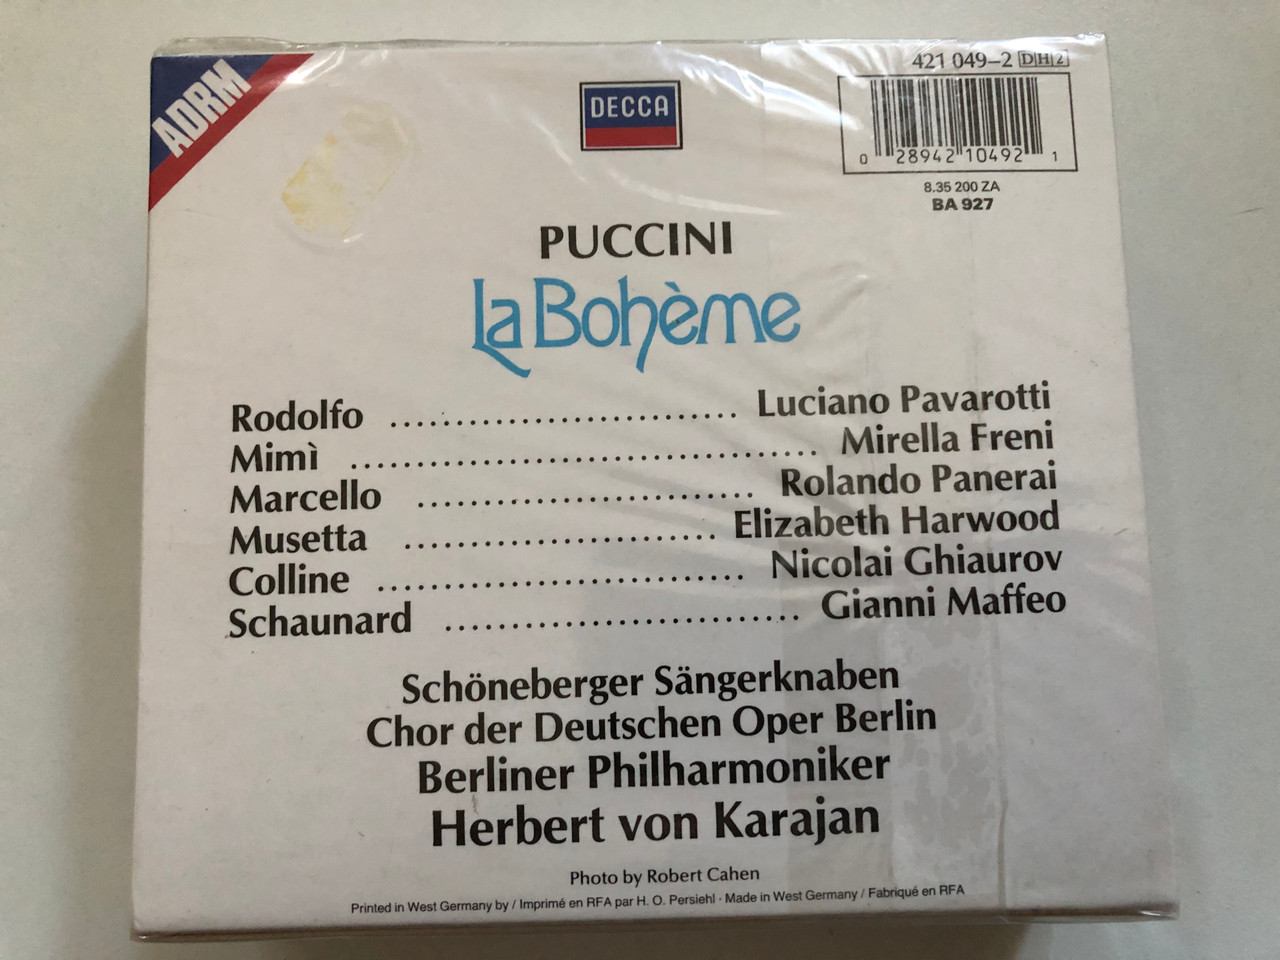 ADRM
DECCA
421 049-2 DH2
0 28942 10492 1
8.35 200 ZA
BA 927
PUCCINI
La Bohème
Rodolfo ........................... Luciano Pavarotti
Mimì .................................... Mirella Freni
Marcello .......................... Rolando Panerai
Musetta ........................ Elizabeth Harwood
Colline ............................ Nicolai Ghiaurov
Schaunard ........................... Gianni Maffeo
Schöneberger Sängerknaben
Chor der Deutschen Oper Berlin
Berliner Philharmoniker
Herbert von Karajan
Photo by Robert Cahen
Printed in West Germany by / Imprimé en RFA par H. O. Persiehl · Made in West Germany / Fabriqué en RFA